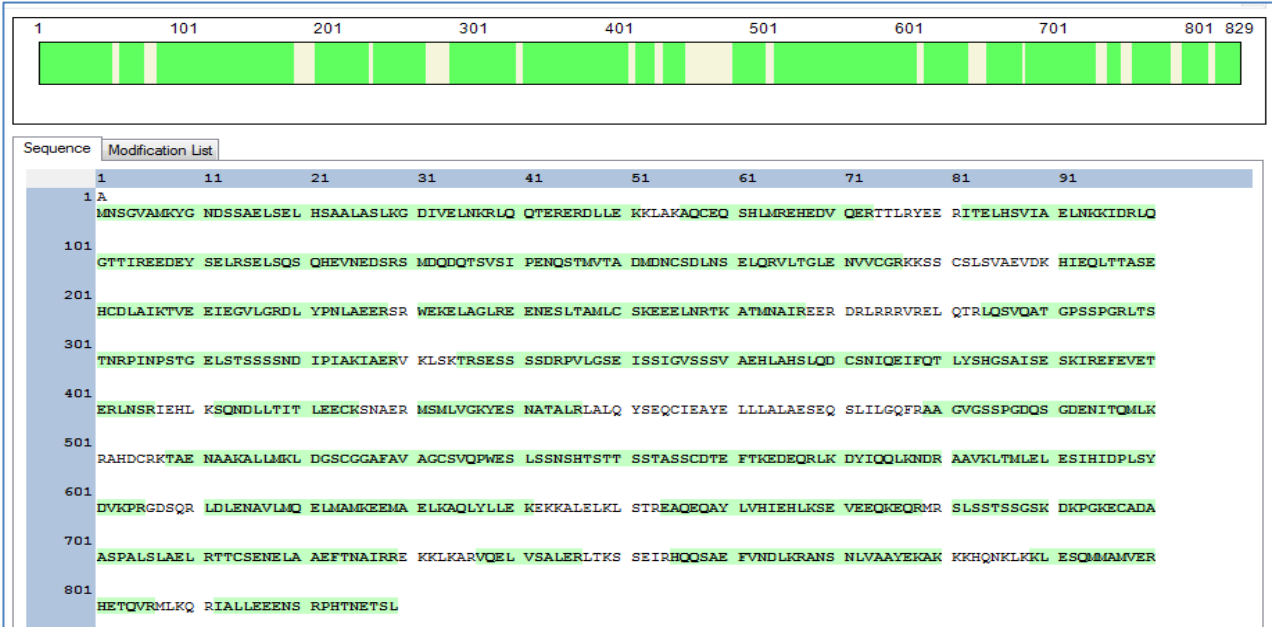 1 101 201 301 401 501 601 701 801 829
Sequence Modification List
1 11 21 31 41 51 61 71 81 91
1 A
MNSGVAMKYG NDSSAELSEL HSAALASLKG DIVELNKRLQ QTERERDLLE KKLAKAQCEQ SHLMREHEDV QERTTLRYEE RITELHSVIA ELNKKIDRLQ
101
GTTIREEDEY SELRSELSQS QHEVNEDSRS MDQDQTSVSI PENQSTMVTA DMDNCSDLNS ELQRVLTGLE NVVCGRKKSS CSLSVAEVDK HIEQLTTASE
201
HCDLAIKTVE EIEGVLGRDL YPNLAEERSR WEKELAGLRE ENESLTAMLC SKEEELNRTK ATMNAIREER DRLRRRVREL QTRLQSVQAT GPSSPGRLTS
301
TNRPINPSTG ELSTSSSSND IPIAKIAERV KLSKTRSESS SSDRPVLGSE ISSIGVSSSV AEHLAHSLQD CSNIQEIFQT LYSHGSAISE SKIREFEVET
401
ERLNSRIEHL KSQNDLLTIT LEECKSNAER MSMLVGKYES NATALRLALQ YSEQCIEAYE LLLALAESEQ SLILGQFRAA GVGSSPGDQS GDENITQMLK
501
RAHDCRKTAE NAAKALLMKL DGSCGGAFAV AGCSVQPWES LSSNSHTSTT SSTASSCDTE FTKEDEQRLK DYIQQLKNDR AAVKLTMLEL ESIHIDPLSY
601
DVKPRGDSQR LDLENAVLMQ ELMAMKEEMA ELKAQLYLLE KEKKALELKL STREAQEQAY LVHIEHLKSE VEEQKEQRMR SLSSTSSGSK DKPGKECADA
701
ASPALSLAEL RTTCSENELA AEFTNAIRRE KKLKARVQEL VSALERLTKS SEIRHQQSAE FVNDLKRANS NLVAAYEKAK KKHQNKLKKL ESQMMAMVER
801
HETQVRMLKQ RIALLEEENS RPHTNETSL